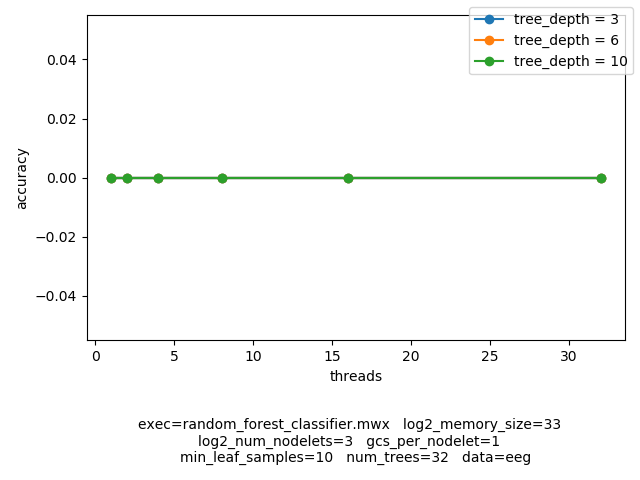 tree_depth = 3
tree_depth = 6
tree_depth = 10
0.04
0.02
0.00
−0.02
−0.04
accuracy
0 5 10 15 20 25 30
threads
exec=random_forest_classifier.mwx log2_memory_size=33
log2_num_nodelets=3 gcs_per_nodelet=1
min_leaf_samples=10 num_trees=32 data=eeg